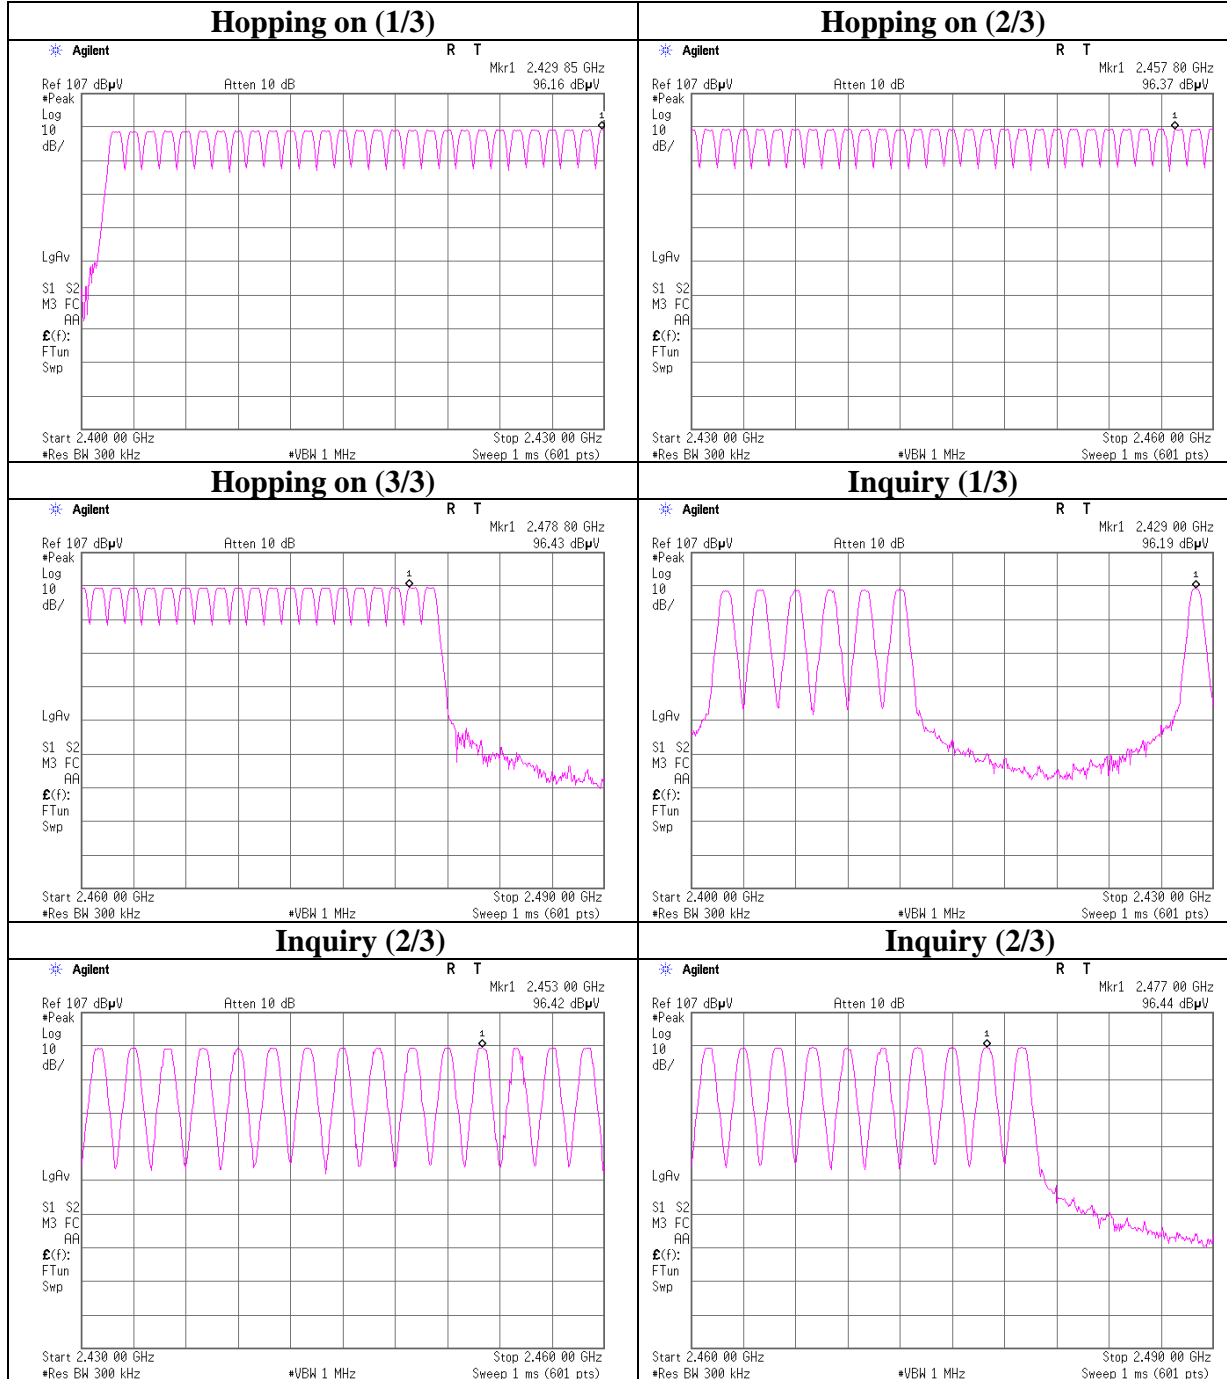 Hopping on (1/3)
Agilent R T
Mkr1 2.429 85 GHz
Ref 107 dBµV Atten 10 dB 96.16 dBµV
#Peak
Log
10
dB/
1
LgAv
S1 S2
M3 FC
AA
£(f):
FTun
Swp
Start 2.400 00 GHz Stop 2.430 00 GHz
#Res BW 300 kHz #VBW 1 MHz Sweep 1 ms (601 pts)
Hopping on (2/3)
Agilent R T
Mkr1 2.457 80 GHz
Ref 107 dBµV Atten 10 dB 96.37 dBµV
#Peak
Log
10
dB/
1
LgAv
S1 S2
M3 FC
AA
£(f):
FTun
Swp
Start 2.430 00 GHz Stop 2.460 00 GHz
#Res BW 300 kHz #VBW 1 MHz Sweep 1 ms (601 pts)
Hopping on (3/3)
Agilent R T
Mkr1 2.478 80 GHz
Ref 107 dBµV Atten 10 dB 96.43 dBµV
#Peak
Log
10
dB/
1
LgAv
S1 S2
M3 FC
AA
£(f):
FTun
Swp
Start 2.460 00 GHz Stop 2.490 00 GHz
#Res BW 300 kHz #VBW 1 MHz Sweep 1 ms (601 pts)
Inquiry (1/3)
Agilent R T
Mkr1 2.429 00 GHz
Ref 107 dBµV Atten 10 dB 96.19 dBµV
#Peak
Log
10
dB/
1
LgAv
S1 S2
M3 FC
AA
£(f):
FTun
Swp
Start 2.400 00 GHz Stop 2.430 00 GHz
#Res BW 300 kHz #VBW 1 MHz Sweep 1 ms (601 pts)
Inquiry (2/3)
Agilent R T
Mkr1 2.453 00 GHz
Ref 107 dBµV Atten 10 dB 96.42 dBµV
#Peak
Log
10
dB/
1
LgAv
S1 S2
M3 FC
AA
£(f):
FTun
Swp
Start 2.430 00 GHz Stop 2.460 00 GHz
#Res BW 300 kHz #VBW 1 MHz Sweep 1 ms (601 pts)
Inquiry (2/3)
Agilent R T
Mkr1 2.477 00 GHz
Ref 107 dBµV Atten 10 dB 96.44 dBµV
#Peak
Log
10
dB/
1
LgAv
S1 S2
M3 FC
AA
£(f):
FTun
Swp
Start 2.460 00 GHz Stop 2.490 00 GHz
#Res BW 300 kHz #VBW 1 MHz Sweep 1 ms (601 pts)